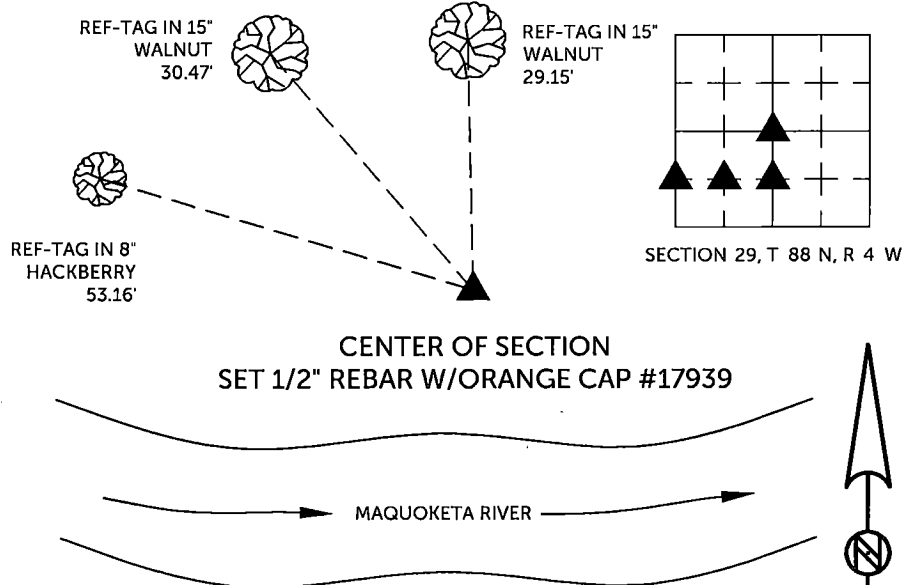 REF-TAG IN 15"
WALNUT
30.47'
REF-TAG IN 15"
WALNUT
29.15'
REF-TAG IN 8"
HACKBERRY
53.16'
SECTION 29, T 88 N, R 4 W
CENTER OF SECTION
SET 1/2" REBAR W/ORANGE CAP #17939
MAQUOKETA RIVER
N